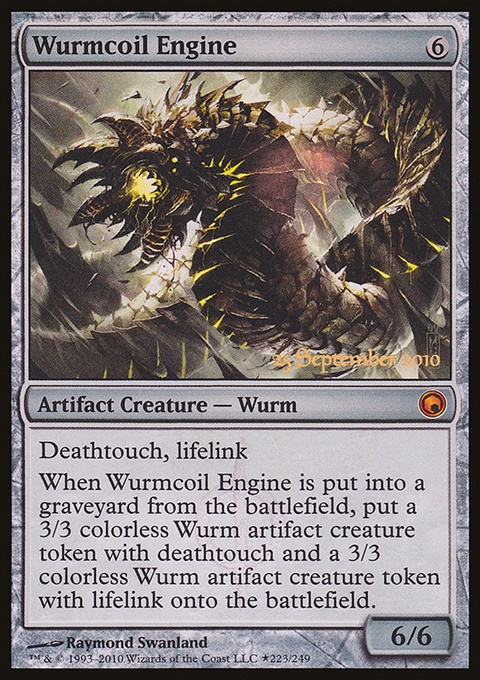 Wurmcoil Engine 6
25 September 2010
Artifact Creature — Wurm
Deathtouch, lifelink
When Wurmcoil Engine is put into a
graveyard from the battlefield, put a
3/3 colorless Wurm artifact creature
token with deathtouch and a 3/3
colorless Wurm artifact creature token
with lifelink onto the battlefield.
Raymond Swanland
6/6
™ & © 1993–2010 Wizards of the Coast LLC ★223/249